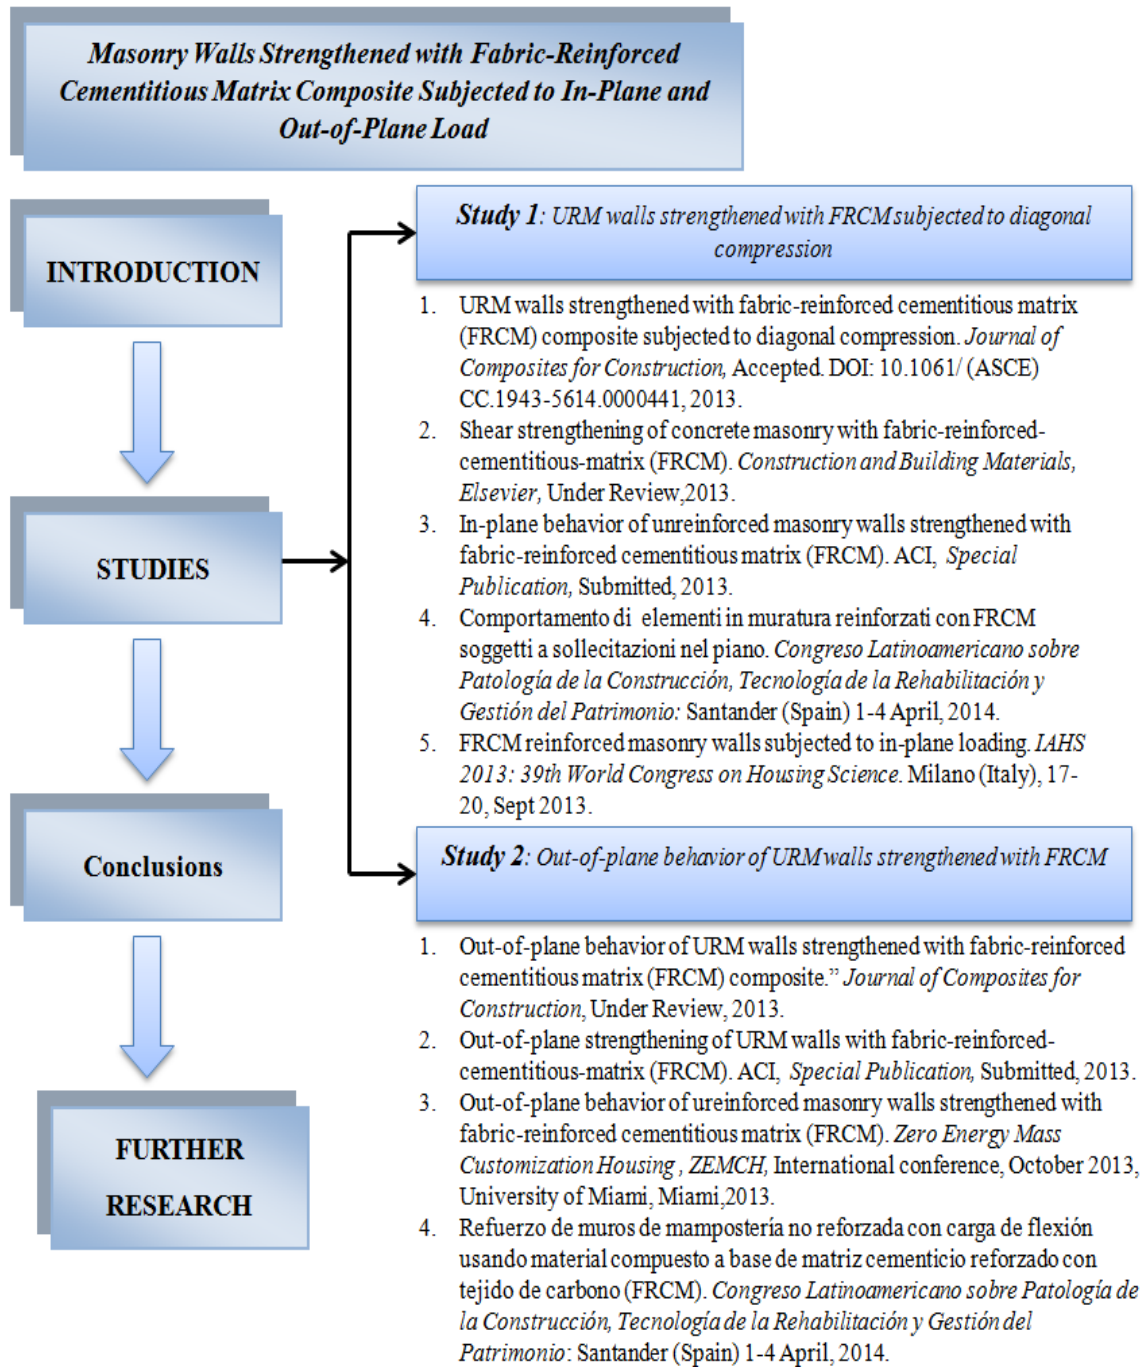 Masonry Walls Strengthened with Fabric-Reinforced
Cementitious Matrix Composite Subjected to In-Plane and
Out-of-Plane Load
INTRODUCTION
STUDIES
Conclusions
FURTHER
RESEARCH
Study 1: URM walls strengthened with FRCM subjected to diagonal
compression
1. URM walls strengthened with fabric-reinforced cementitious matrix
(FRCM) composite subjected to diagonal compression. Journal of
Composites for Construction, Accepted. DOI: 10.1061/ (ASCE)
CC.1943-5614.0000441, 2013.
2. Shear strengthening of concrete masonry with fabric-reinforced-
cementitious-matrix (FRCM). Construction and Building Materials,
Elsevier, Under Review,2013.
3. In-plane behavior of unreinforced masonry walls strengthened with
fabric-reinforced cementitious matrix (FRCM). ACI, Special
Publication, Submitted, 2013.
4. Comportamento di elementi in muratura reinforzati con FRCM
soggetti a sollecitazioni nel piano. Congreso Latinoamericano sobre
Patología de la Construcción, Tecnología de la Rehabilitación y
Gestión del Patrimonio: Santander (Spain) 1-4 April, 2014.
5. FRCM reinforced masonry walls subjected to in-plane loading. IAHS
2013: 39th World Congress on Housing Science. Milano (Italy), 17-
20, Sept 2013.
Study 2: Out-of-plane behavior of URM walls strengthened with FRCM
1. Out-of-plane behavior of URM walls strengthened with fabric-reinforced
cementitious matrix (FRCM) composite.” Journal of Composites for
Construction, Under Review, 2013.
2. Out-of-plane strengthening of URM walls with fabric-reinforced-
cementitious-matrix (FRCM). ACI, Special Publication, Submitted, 2013.
3. Out-of-plane behavior of ureinforced masonry walls strengthened with
fabric-reinforced cementitious matrix (FRCM). Zero Energy Mass
Customization Housing , ZEMCH, International conference, October 2013,
University of Miami, Miami,2013.
4. Refuerzo de muros de mampostería no reforzada con carga de flexión
usando material compuesto a base de matriz cementicio reforzado con
tejido de carbono (FRCM). Congreso Latinoamericano sobre Patología de
la Construcción, Tecnología de la Rehabilitación y Gestión del
Patrimonio: Santander (Spain) 1-4 April, 2014.